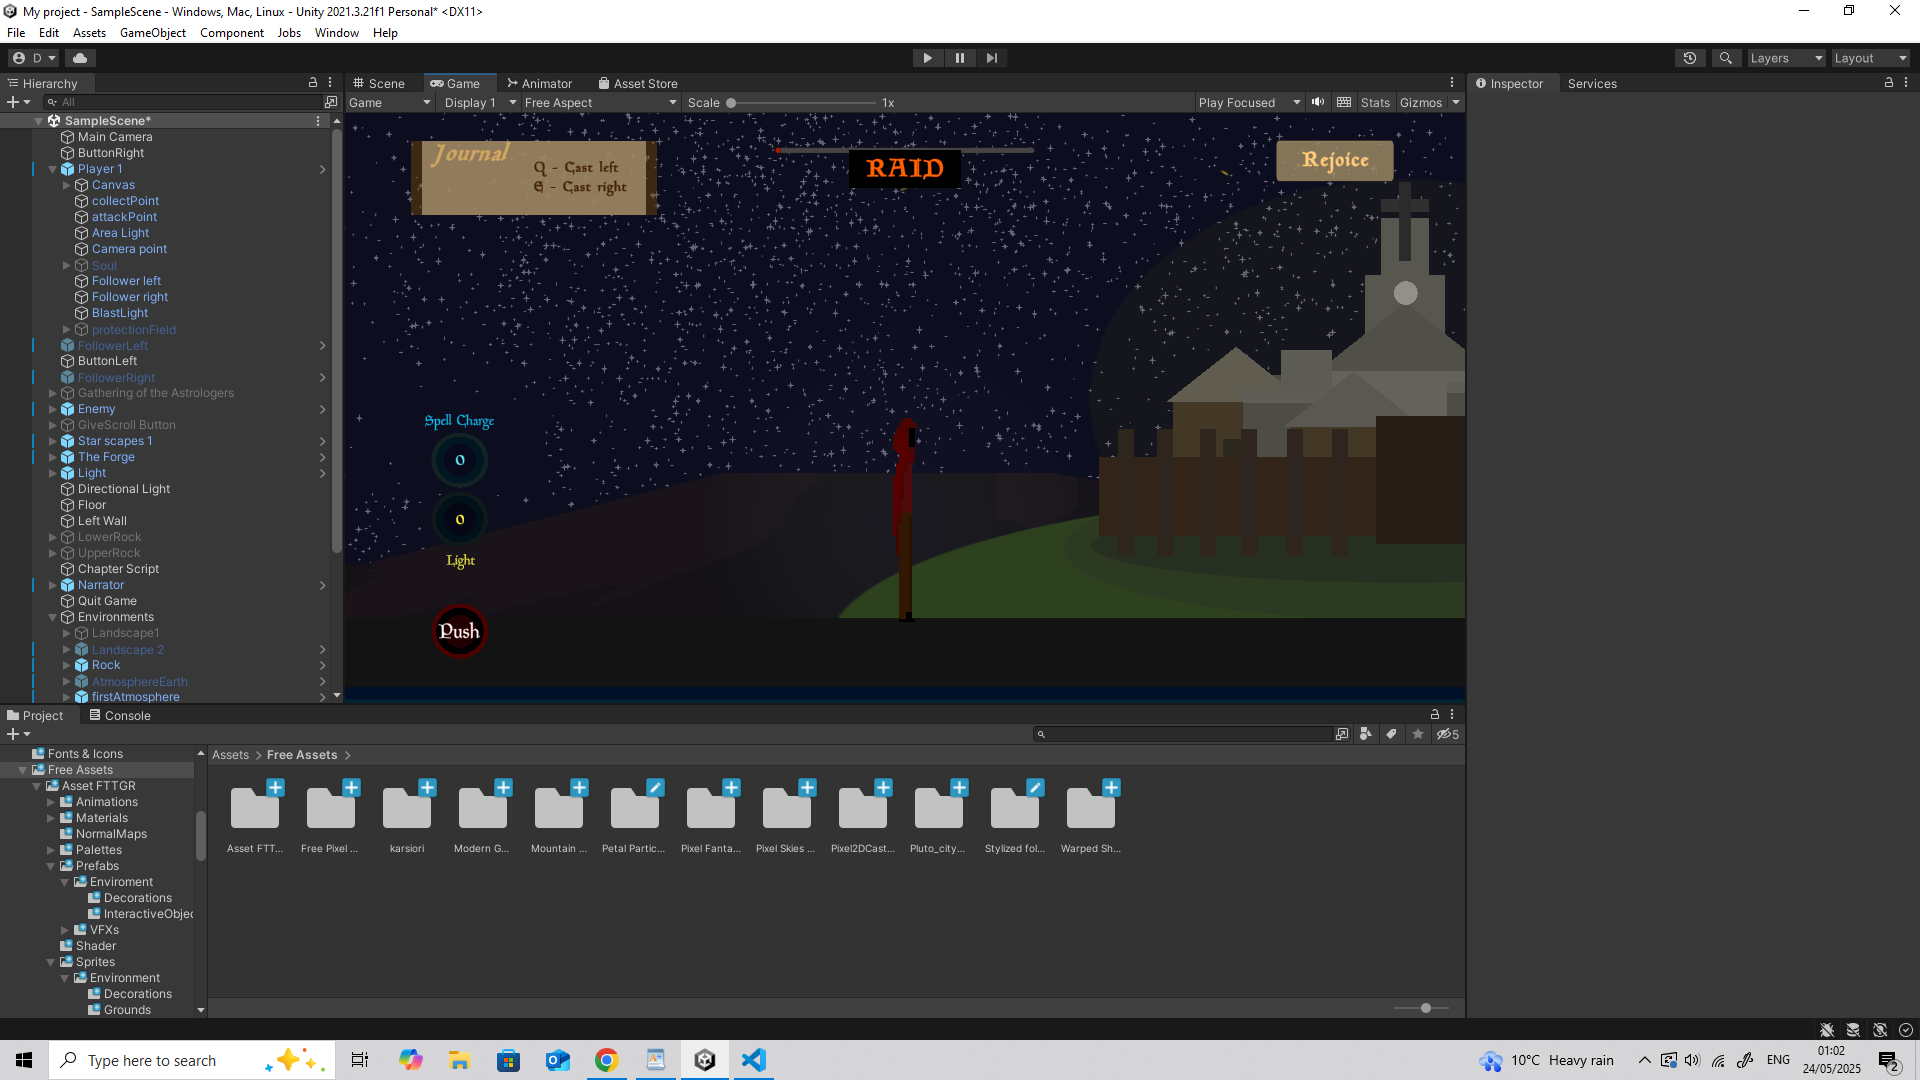 My project - SampleScene - Windows, Mac, Linux - Unity 2021.3.21f1 Personal* <DX11>
File Edit Assets GameObject Component Jobs Window Help
D Layers Layout
Hierarchy
All
SampleScene*
Main Camera
ButtonRight
Player 1
Canvas
collectPoint
attackPoint
Area Light
Camera point
Soul
Follower left
Follower right
BlastLight
protectionField
FollowerLeft
ButtonLeft
FollowerRight
Gathering of the Astrologers
Enemy
GiveScroll Button
Star scapes 1
The Forge
Light
Directional Light
Floor
Left Wall
LowerRock
UpperRock
Chapter Script
Narrator
Quit Game
Environments
Landscape1
Landscape 2
Rock
AtmosphereEarth
firstAtmosphere
Scene Game Animator Asset Store
Game Display 1 Free Aspect Scale 1x Play Focused Stats Gizmos
Journal
Q - Cast left
E - Cast right
RAID
Rejoice
Spell Charge
0
0
Light
Push
Inspector Services
Project Console
5
Fonts & Icons
Free Assets
Asset FTTGR
Animations
Materials
NormalMaps
Palettes
Prefabs
Enviroment
Decorations
InteractiveObjec
VFXs
Shader
Sprites
Environment
Decorations
Grounds
Assets > Free Assets >
Asset FTT... Free Pixel ... karsiori Modern G... Mountain ... Petal Partic... Pixel Fanta... Pixel Skies ... Pixel2DCast... Pluto_city... Stylized fol... Warped Sh...
Type here to search
10°C Heavy rain
ENG
01:02
24/05/2025
2